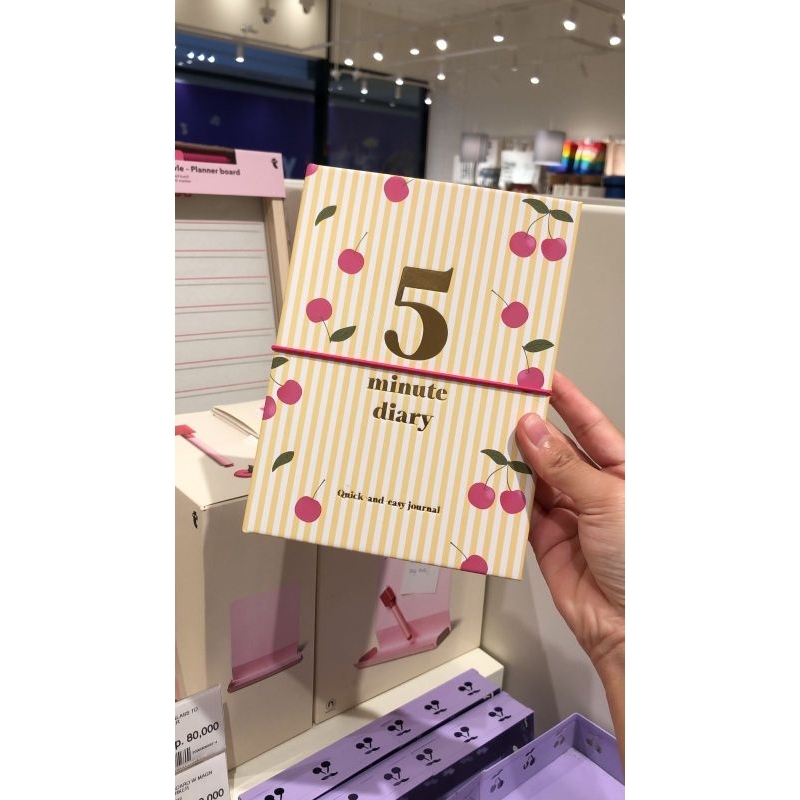 - Planner board
5
minute
diary
Quick and easy journal
80,000